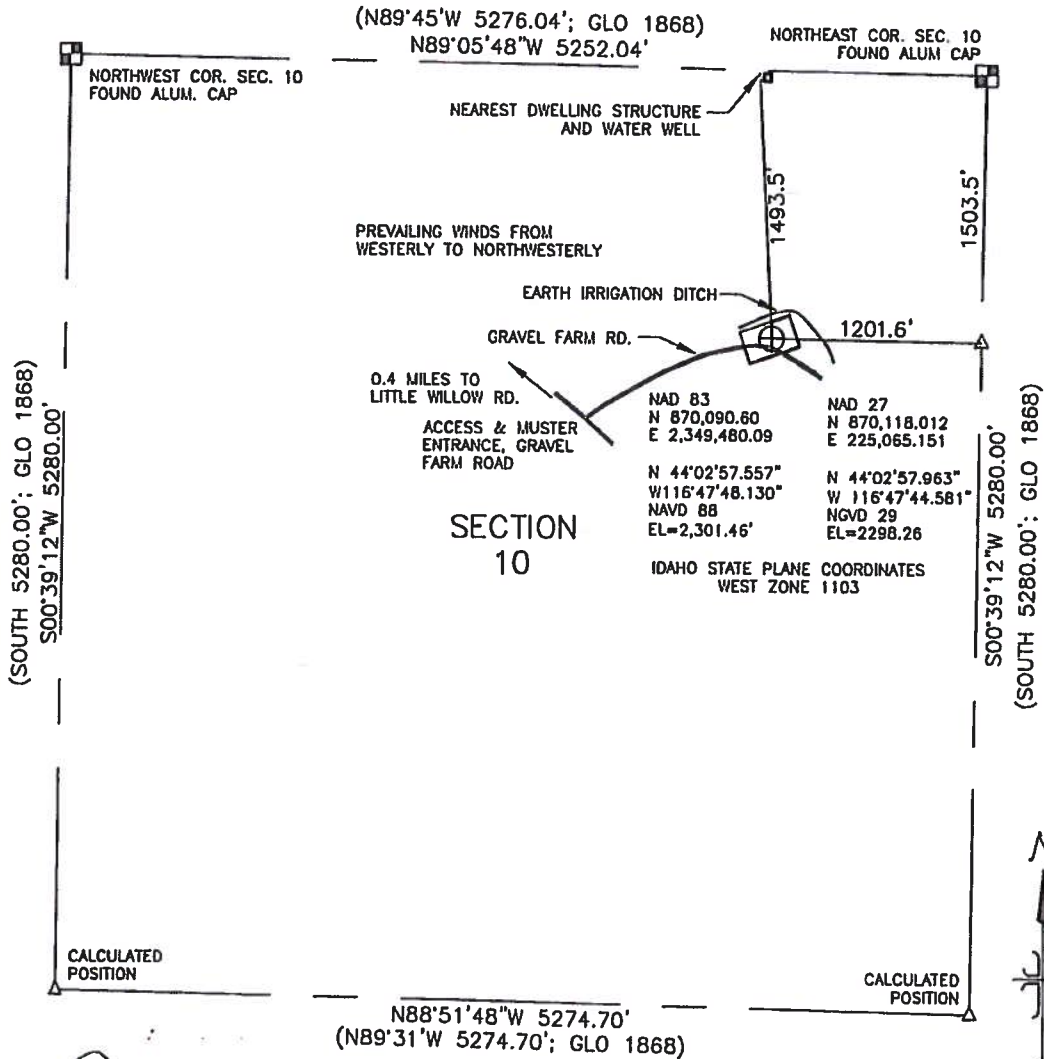 (N89°45'W 5276.04'; GLO 1868)
N89°05'48"W 5252.04'
NORTHEAST COR. SEC. 10
FOUND ALUM CAP
NORTHWEST COR. SEC. 10
FOUND ALUM. CAP
NEAREST DWELLING STRUCTURE
AND WATER WELL
1493.5'
1503.5'
PREVAILING WINDS FROM
WESTERLY TO NORTHWESTERLY
EARTH IRRIGATION DITCH
GRAVEL FARM RD.
1201.6'
0.4 MILES TO
LITTLE WILLOW RD.
ACCESS & MUSTER
ENTRANCE, GRAVEL
FARM ROAD
NAD 83
N 870,090.60
E 2,349,480.09
N 44°02'57.557"
W116°47'48.130"
NAVD 88
EL=2,301.46'
NAD 27
N 870,118.012
E 225,065.151
N 44°02'57.963"
W 116°47'44.581"
NGVD 29
EL=2298.26
IDAHO STATE PLANE COORDINATES
WEST ZONE 1103
SECTION
10
(SOUTH 5280.00'; GLO 1868)
S00°39'12"W 5280.00'
S00°39'12"W 5280.00'
(SOUTH 5280.00'; GLO 1868)
CALCULATED
POSITION
CALCULATED
POSITION
N88°51'48"W 5274.70'
(N89°31'W 5274.70'; GLO 1868)